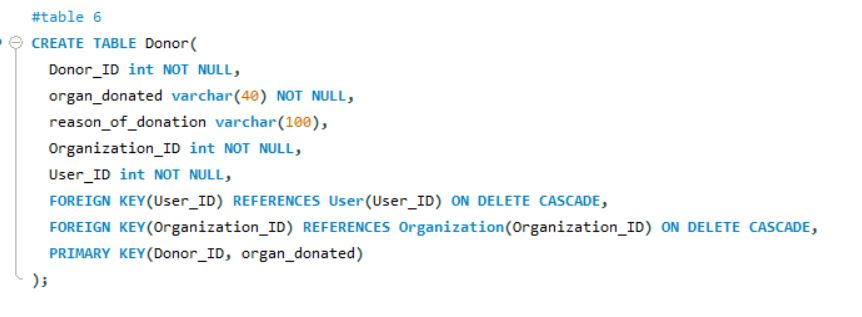 #table 6
CREATE TABLE Donor(
Donor_ID int NOT NULL,
organ_donated varchar(40) NOT NULL,
reason_of_donation varchar(100),
Organization_ID int NOT NULL,
User_ID int NOT NULL,
FOREIGN KEY(User_ID) REFERENCES User(User_ID) ON DELETE CASCADE,
FOREIGN KEY(Organization_ID) REFERENCES Organization(Organization_ID) ON DELETE CASCADE,
PRIMARY KEY(Donor_ID, organ_donated)
);